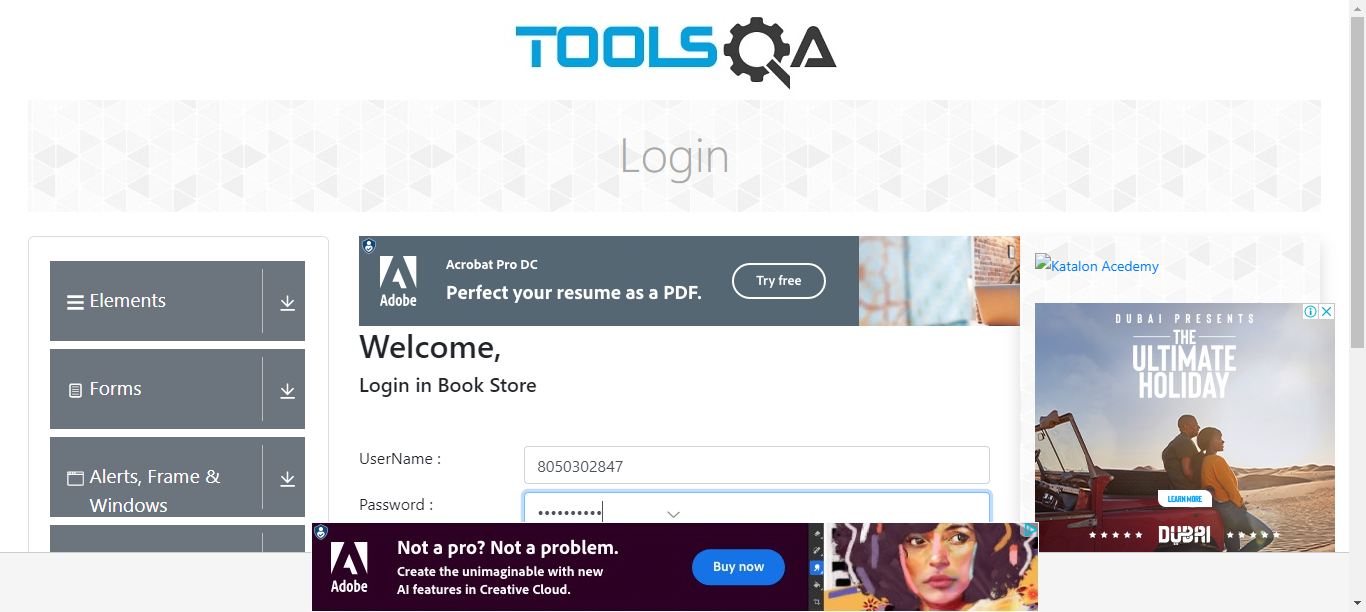 TOOLSQA
Login
Elements
Forms
Alerts, Frame &
Windows
Adobe
Acrobat Pro DC
Perfect your resume as a PDF.
Try free
Welcome,
Login in Book Store
UserName :
8050302847
Password :
••••••••••
Katalon Acedemy
DUBAI PRESENTS
THE
ULTIMATE
HOLIDAY
LEARN MORE
DUBAI
Adobe
Not a pro? Not a problem.
Create the unimaginable with new
AI features in Creative Cloud.
Buy now